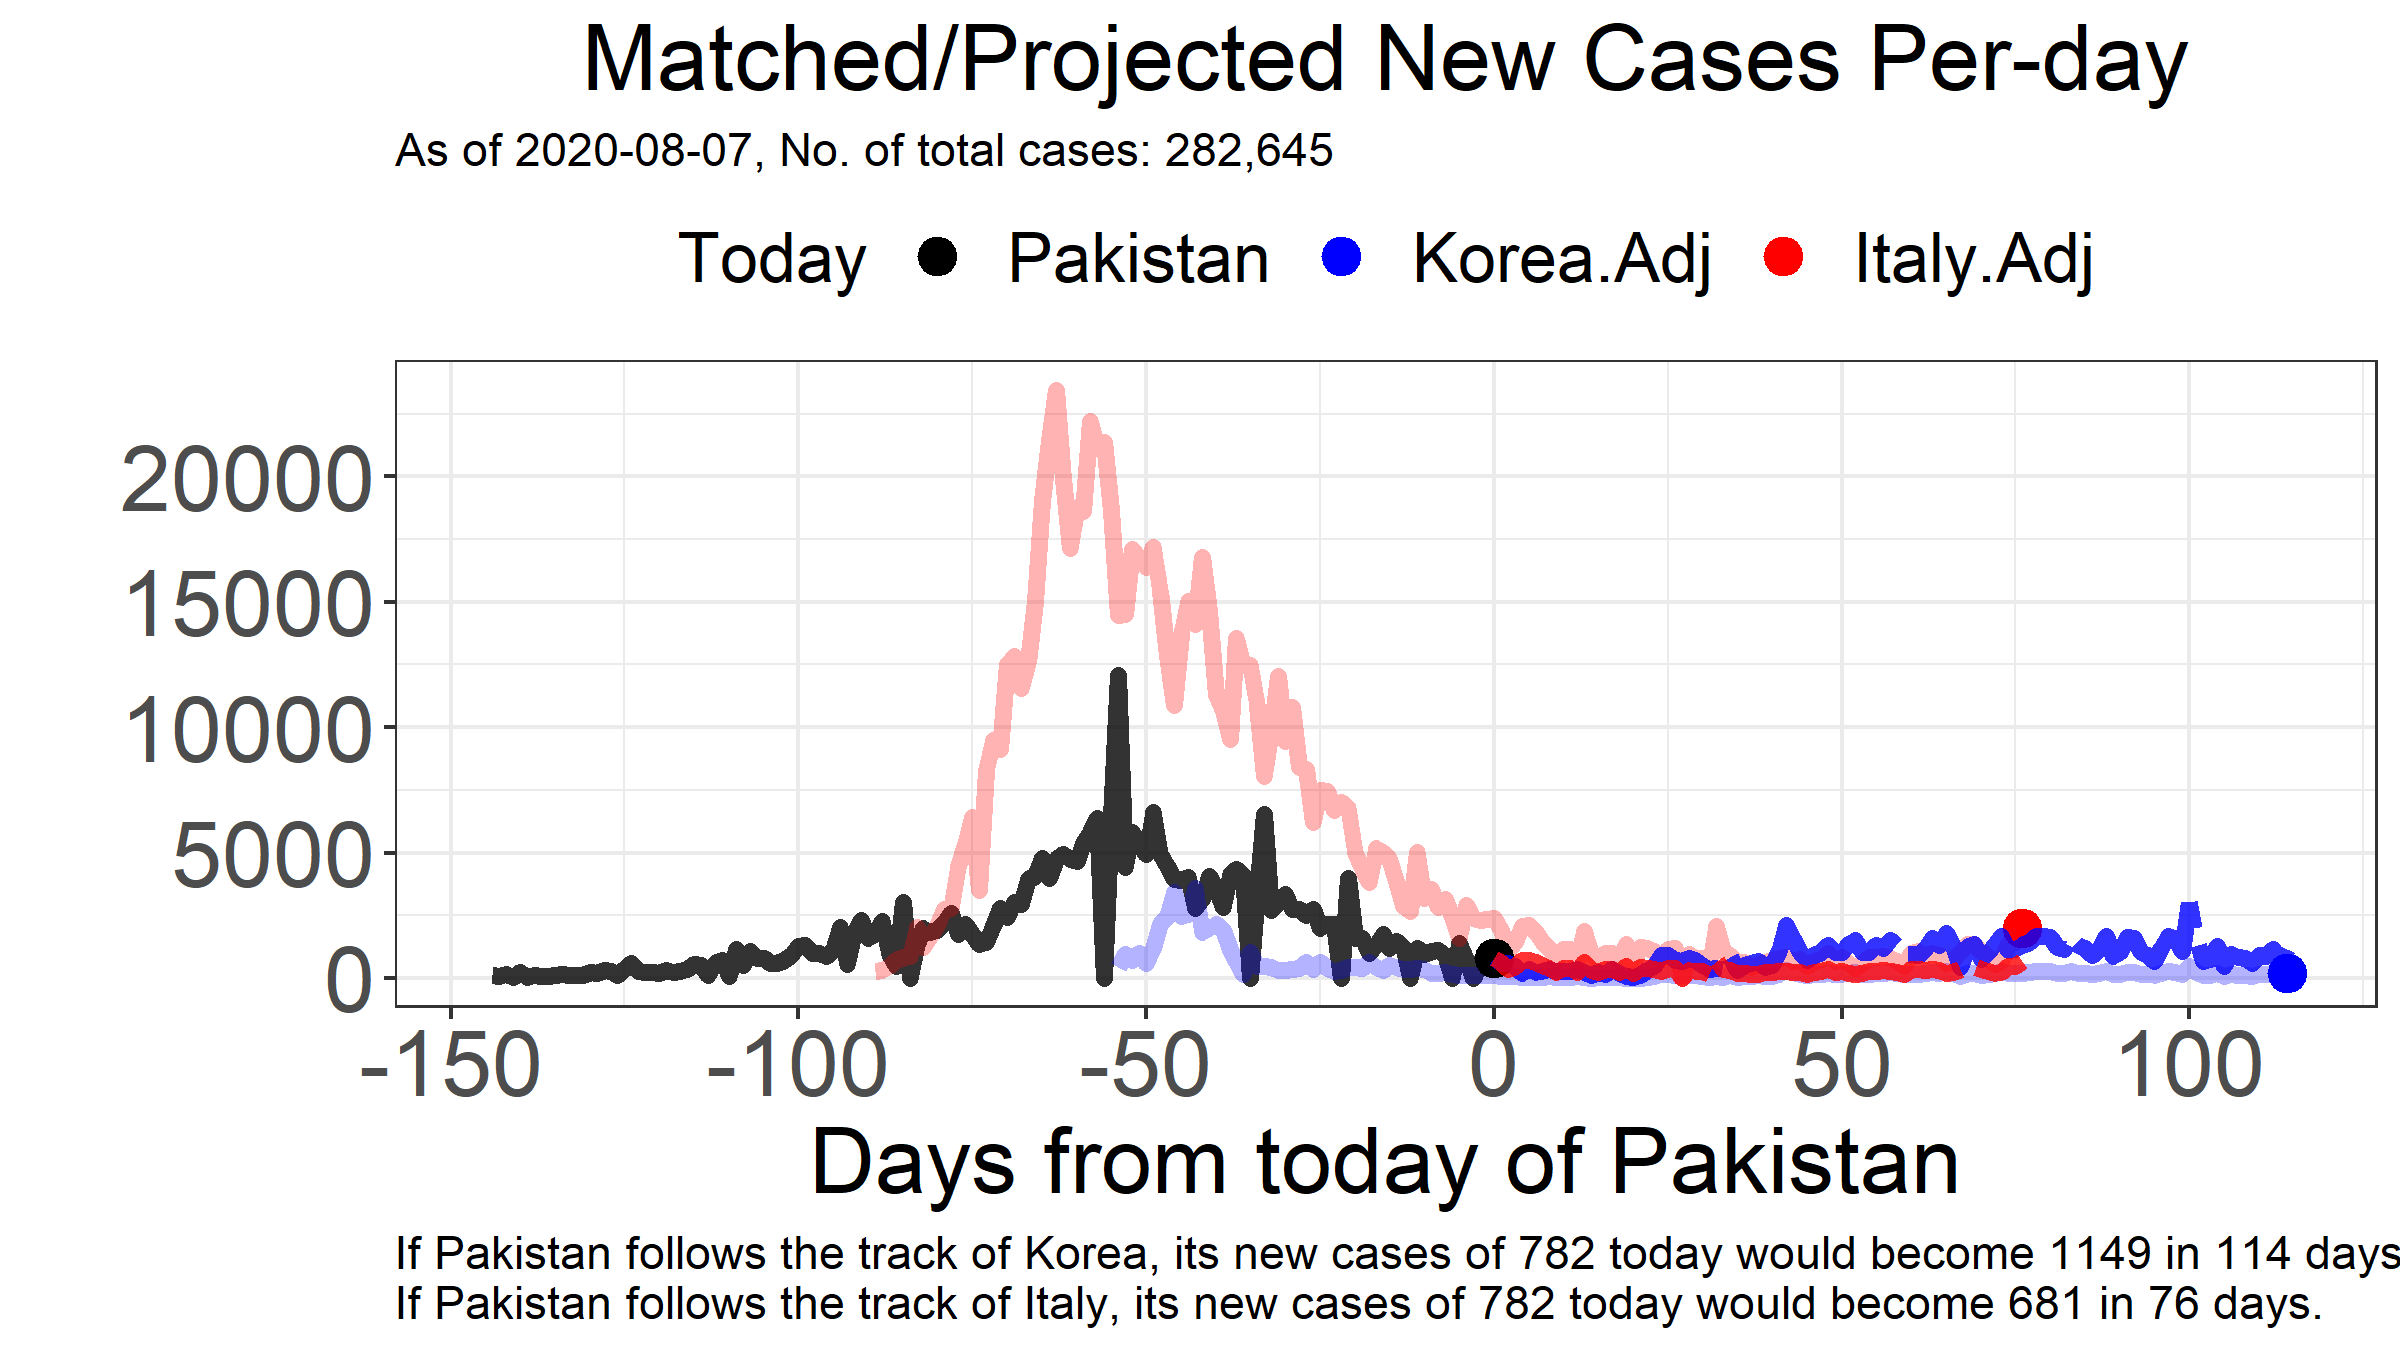 Matched/Projected New Cases Per-day
As of 2020-08-07, No. of total cases: 282,645
Today Pakistan Korea.Adj Italy.Adj
20000
15000
10000
5000
0
-150 -100 -50 0 50 100
Days from today of Pakistan
If Pakistan follows the track of Korea, its new cases of 782 today would become 1149 in 114 days
If Pakistan follows the track of Italy, its new cases of 782 today would become 681 in 76 days.